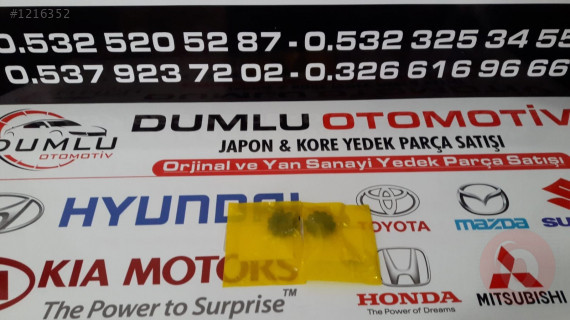 #1216352
0.532 520 52 87 - 0.532 325 34 55
0.537 923 72 02 - 0.326 616 96 66
DUMLU OTOMOTİV
DUMLU
OTOMOTİV
JAPON & KORE YEDEK PARÇA SATIŞI
Orjinal ve Yan Sanayi Yedek Parça Satışı
HYUNDAI
TOYOTA
mazda
SU
KIA MOTORS
The Power to Surprise™
HONDA
The Power of Dreams
MITSUBISHI